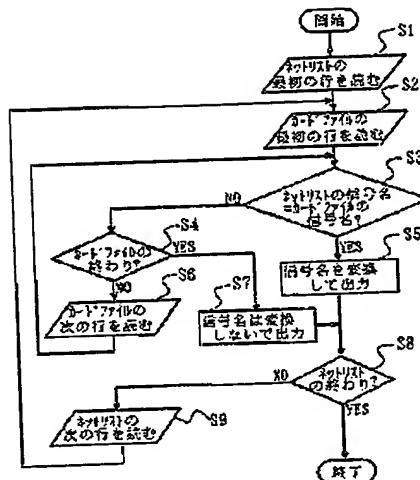 開始
S1
ネットリストの
最初の行を読む
S2
コードファイルの
最初の行を読む
S3
ネットリストの信号名
=コードファイルの
信号名?
NO
YES
S4
コードファイルの
終わり?
YES
NO
S5
信号名を変換
して出力
S6
コードファイルの
次の行を読む
S7
信号名は変換
しないで出力
S8
ネットリスト
の終わり?
NO
YES
S9
ネットリストの
次の行を読む
終了